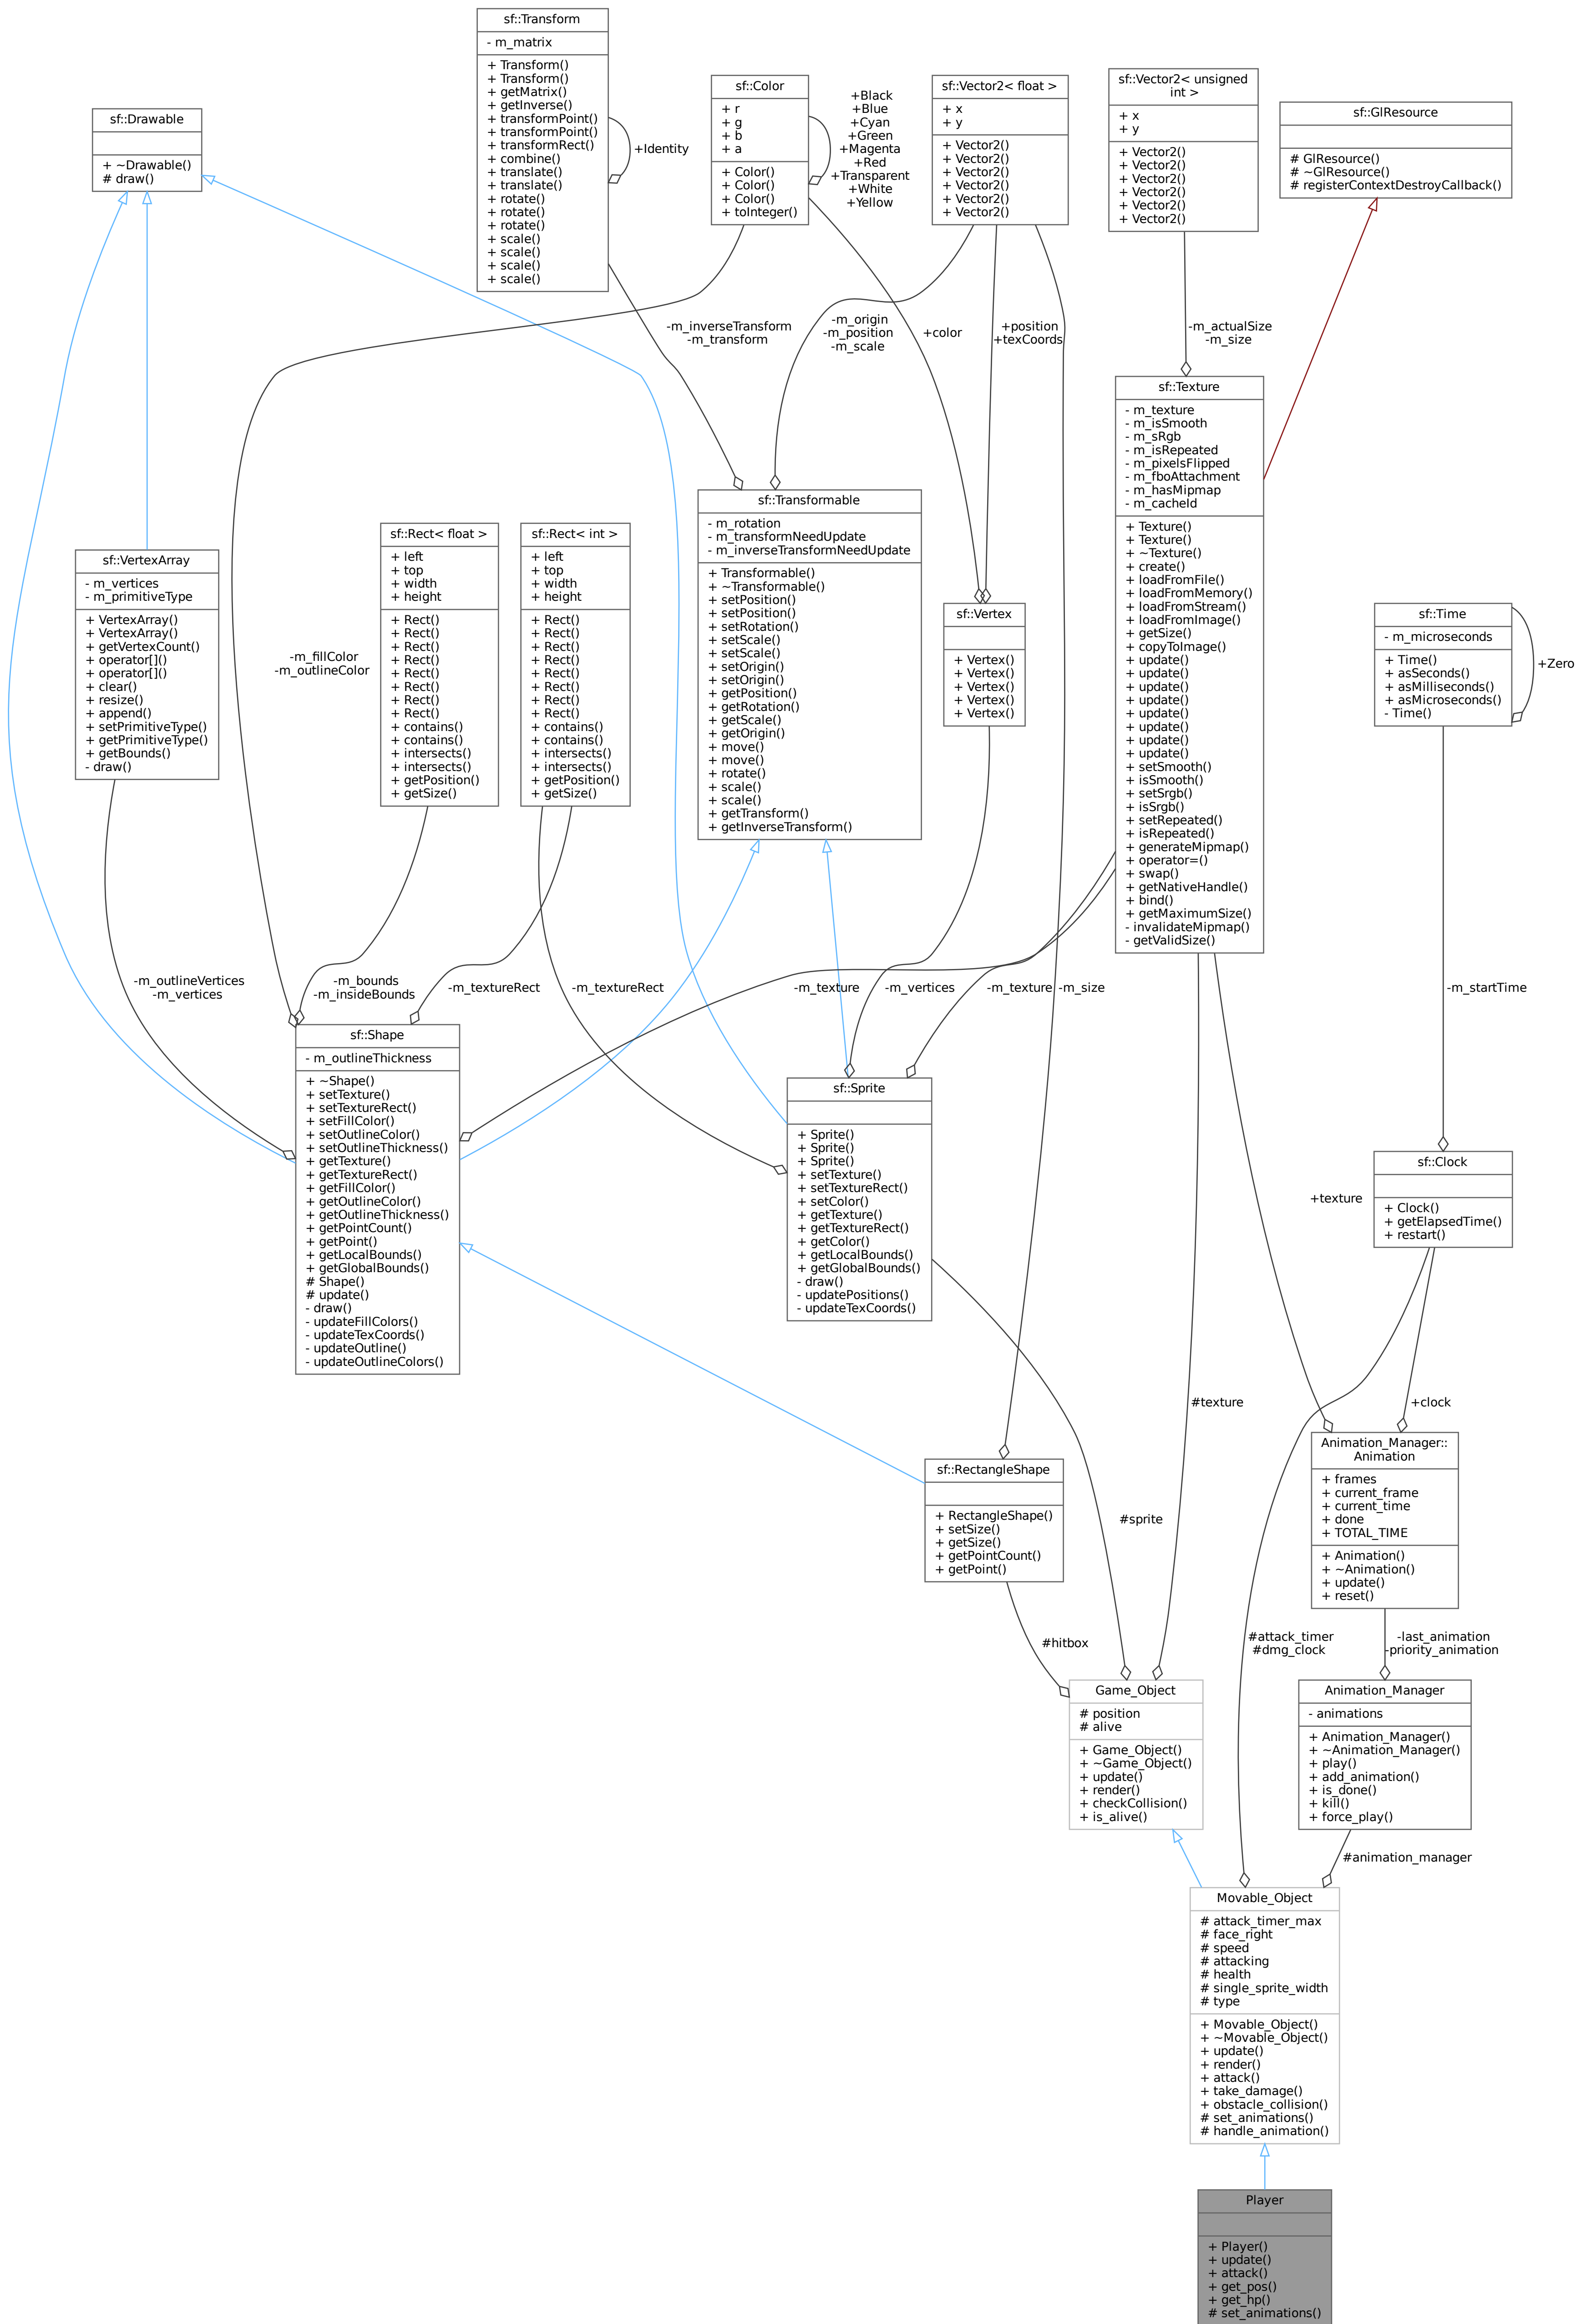 sf::Transform
- m_matrix
+ Transform()
+ Transform()
+ getMatrix()
+ getInverse()
+ transformPoint()
+ transformPoint()
+ transformRect()
+ combine()
+ translate()
+ translate()
+ rotate()
+ rotate()
+ rotate()
+ scale()
+ scale()
+ scale()
+ scale()
+Identity
sf::Color
+ r
+ g
+ b
+ a
+ Color()
+ Color()
+ Color()
+ toInteger()
+Black
+Blue
+Cyan
+Green
+Magenta
+Red
+Transparent
+White
+Yellow
sf::Vector2< float >
+ x
+ y
+ Vector2()
+ Vector2()
+ Vector2()
+ Vector2()
+ Vector2()
+ Vector2()
sf::Vector2< unsigned
int >
+ x
+ y
+ Vector2()
+ Vector2()
+ Vector2()
+ Vector2()
+ Vector2()
+ Vector2()
sf::GlResource
# GlResource()
# ~GlResource()
# registerContextDestroyCallback()
sf::Drawable
+ ~Drawable()
# draw()
-m_inverseTransform
-m_transform
-m_origin
-m_position
-m_scale
+color
+position
+texCoords
-m_actualSize
-m_size
sf::Texture
- m_texture
- m_isSmooth
- m_sRgb
- m_isRepeated
- m_pixelsFlipped
- m_fboAttachment
- m_hasMipmap
- m_cacheId
+ Texture()
+ Texture()
+ ~Texture()
+ create()
+ loadFromFile()
+ loadFromMemory()
+ loadFromStream()
+ loadFromImage()
+ getSize()
+ copyToImage()
+ update()
+ update()
+ update()
+ update()
+ update()
+ update()
+ update()
+ update()
+ setSmooth()
+ isSmooth()
+ setSrgb()
+ isSrgb()
+ setRepeated()
+ isRepeated()
+ generateMipmap()
+ operator=()
+ swap()
+ getNativeHandle()
+ bind()
+ getMaximumSize()
- invalidateMipmap()
- getValidSize()
sf::Transformable
- m_rotation
- m_transformNeedUpdate
- m_inverseTransformNeedUpdate
+ Transformable()
+ ~Transformable()
+ setPosition()
+ setPosition()
+ setRotation()
+ setScale()
+ setScale()
+ setOrigin()
+ setOrigin()
+ getPosition()
+ getRotation()
+ getScale()
+ getOrigin()
+ move()
+ move()
+ rotate()
+ scale()
+ scale()
+ getTransform()
+ getInverseTransform()
sf::VertexArray
- m_vertices
- m_primitiveType
+ VertexArray()
+ VertexArray()
+ getVertexCount()
+ operator[]()
+ operator[]()
+ clear()
+ resize()
+ append()
+ setPrimitiveType()
+ getPrimitiveType()
+ getBounds()
- draw()
-m_fillColor
-m_outlineColor
sf::Rect< float >
+ left
+ top
+ width
+ height
+ Rect()
+ Rect()
+ Rect()
+ Rect()
+ Rect()
+ Rect()
+ Rect()
+ Rect()
+ contains()
+ contains()
+ intersects()
+ intersects()
+ getPosition()
+ getSize()
sf::Rect< int >
+ left
+ top
+ width
+ height
+ Rect()
+ Rect()
+ Rect()
+ Rect()
+ Rect()
+ Rect()
+ Rect()
+ Rect()
+ contains()
+ contains()
+ intersects()
+ intersects()
+ getPosition()
+ getSize()
sf::Vertex
+ Vertex()
+ Vertex()
+ Vertex()
+ Vertex()
+ Vertex()
sf::Time
- m_microseconds
+ Time()
+ asSeconds()
+ asMilliseconds()
+ asMicroseconds()
- Time()
+Zero
-m_outlineVertices
-m_vertices
-m_bounds
-m_insideBounds
-m_textureRect
-m_textureRect
-m_texture
-m_vertices
-m_texture
-m_size
-m_startTime
sf::Shape
- m_outlineThickness
+ ~Shape()
+ setTexture()
+ setTextureRect()
+ setFillColor()
+ setOutlineColor()
+ setOutlineThickness()
+ getTexture()
+ getTextureRect()
+ getFillColor()
+ getOutlineColor()
+ getOutlineThickness()
+ getPointCount()
+ getPoint()
+ getLocalBounds()
+ getGlobalBounds()
# Shape()
# update()
- draw()
- updateFillColors()
- updateTexCoords()
- updateOutline()
- updateOutlineColors()
sf::Sprite
+ Sprite()
+ Sprite()
+ Sprite()
+ setTexture()
+ setTextureRect()
+ setColor()
+ getTexture()
+ getTextureRect()
+ getColor()
+ getLocalBounds()
+ getGlobalBounds()
- draw()
- updatePositions()
- updateTexCoords()
sf::Clock
+ Clock()
+ getElapsedTime()
+ restart()
+texture
#texture
+clock
sf::RectangleShape
+ RectangleShape()
+ setSize()
+ getSize()
+ getPointCount()
+ getPoint()
#sprite
Animation_Manager::
Animation
+ frames
+ current_frame
+ current_time
+ done
+ TOTAL_TIME
+ Animation()
+ ~Animation()
+ update()
+ reset()
#hitbox
#attack_timer
#dmg_clock
-last_animation
-priority_animation
Game_Object
# position
# alive
+ Game_Object()
+ ~Game_Object()
+ update()
+ render()
+ checkCollision()
+ is_alive()
Animation_Manager
- animations
+ Animation_Manager()
+ ~Animation_Manager()
+ play()
+ add_animation()
+ is_done()
+ kill()
+ force_play()
#animation_manager
Movable_Object
# attack_timer_max
# face_right
# speed
# attacking
# health
# single_sprite_width
# type
+ Movable_Object()
+ ~Movable_Object()
+ update()
+ render()
+ attack()
+ take_damage()
+ obstacle_collision()
# set_animations()
# handle_animation()
Player
+ Player()
+ update()
+ attack()
+ get_pos()
+ get_hp()
# set_animations()